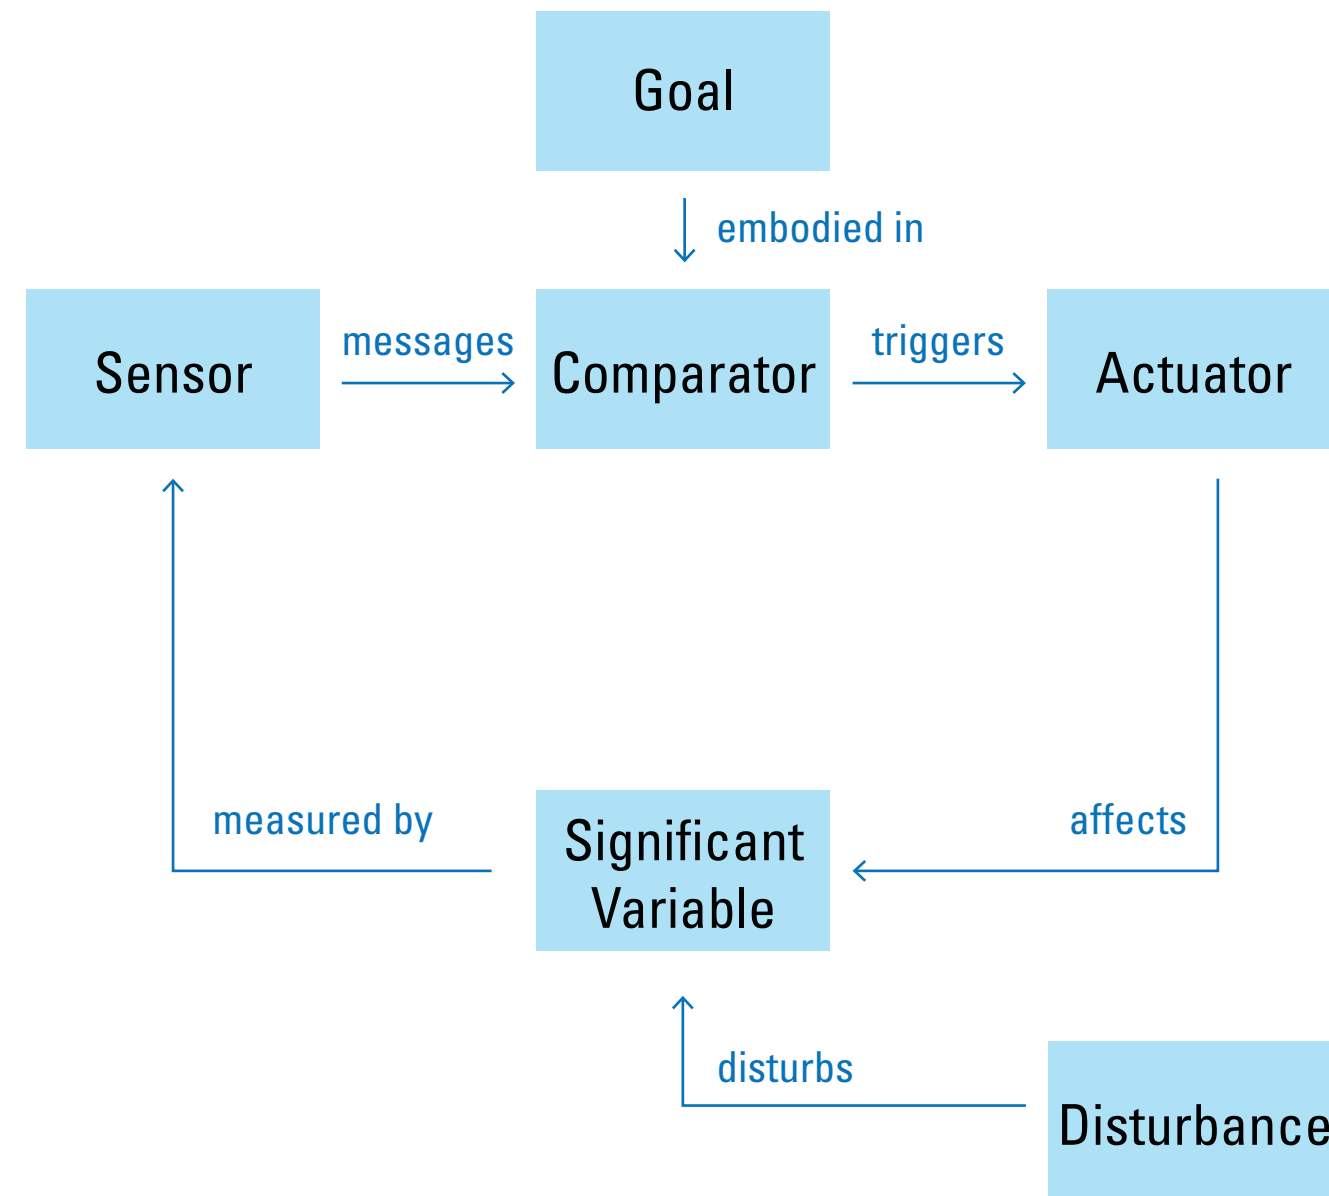 Goal
embodied in
Sensor
messages
Comparator
triggers
Actuator
measured by
Significant
Variable
affects
disturbs
Disturbance